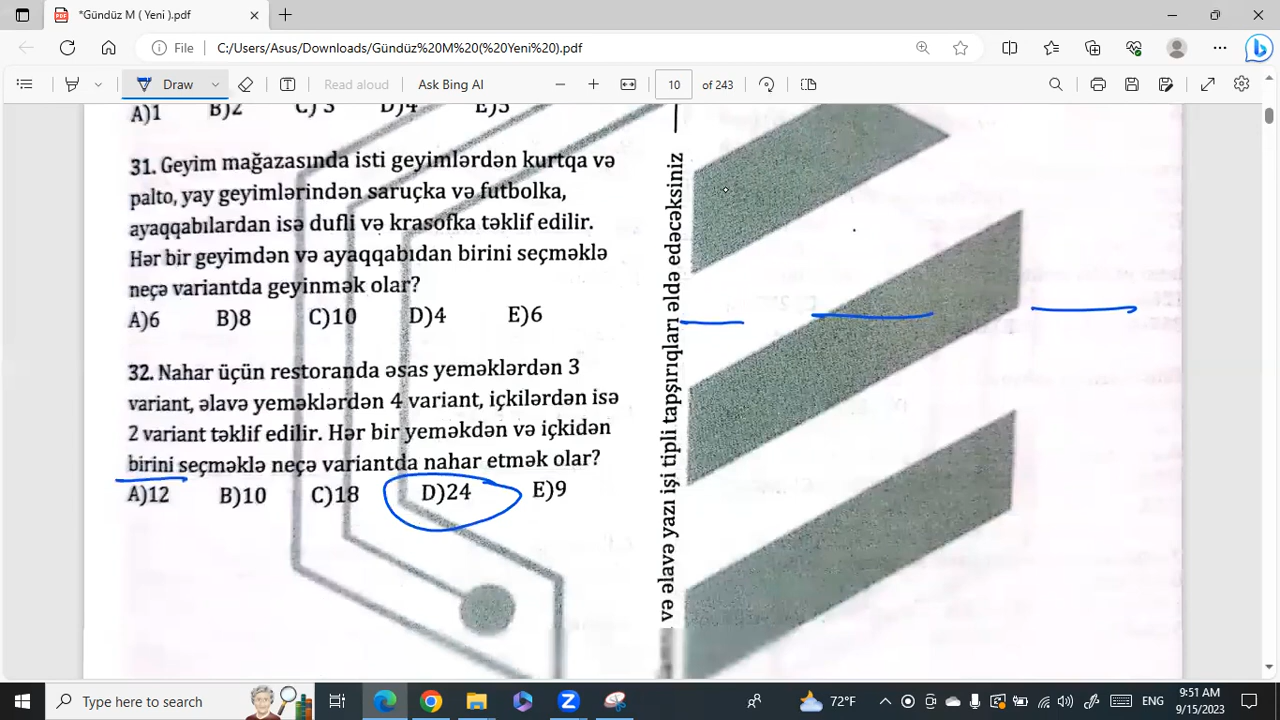 *Gündüz M ( Yeni ).pdf
File
C:/Users/Asus/Downloads/Gündüz%20M%20(%20Yeni%20).pdf
Draw
Read aloud
Ask Bing AI
10
of 243
A)1 B)2 C) 3 D)4 E)5
31. Geyim mağazasında isti geyimlərdən kurtqa və
palto, yay geyimlərindən saruçka və futbolka,
ayaqqabılardan isə dufli və krasofka təklif edilir.
Hər bir geyimdən və ayaqqabıdan birini seçməklə
neçə variantda geyinmək olar?
A)6 B)8 C)10 D)4 E)6
32. Nahar üçün restoranda əsas yeməklərdən 3
variant, əlavə yeməklərdən 4 variant, içkilərdən isə
2 variant təklif edilir. Hər bir yeməkdən və içkidən
birini seçməklə neçə variantda nahar etmək olar?
A)12 B)10 C)18 D)24 E)9
və əlavə yazı işi tipli tapşırıqları əldə edəcəksiniz
Type here to search
72°F
ENG
9:51 AM
9/15/2023